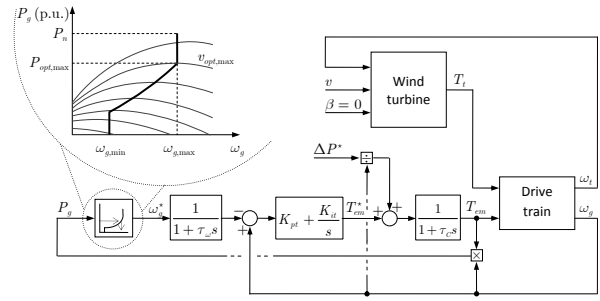 P_g (p.u.)
P_n
P_opt,max
v_opt,max
ω_g,min
ω_g,max
ω_g
v
β = 0
Wind
turbine
T_t
ΔP*
÷
P_g
ω_g*
1
1 + τ_ω s
−
+
K_pt + K_it
s
T_em*
+
+
1
1 + τ_C s
T_em
×
Drive
train
ω_t
ω_g